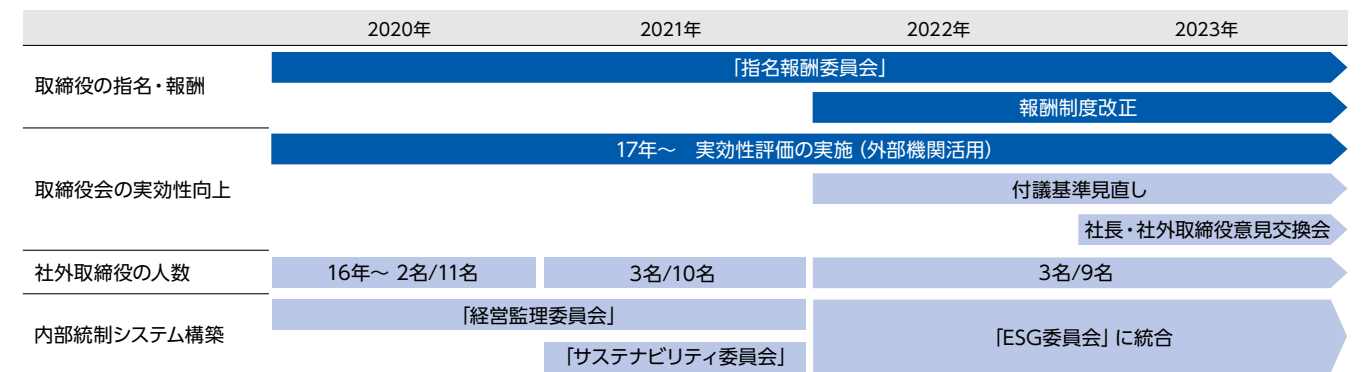 2020年 2021年 2022年 2023年
取締役の指名・報酬
「指名報酬委員会」
報酬制度改正
取締役会の実効性向上
17年～ 実効性評価の実施（外部機関活用）
付議基準見直し
社長・社外取締役意見交換会
社外取締役の人数
16年～ 2名/11名 3名/10名 3名/9名
内部統制システム構築
「経営監理委員会」
「サステナビリティ委員会」
「ESG委員会」に統合